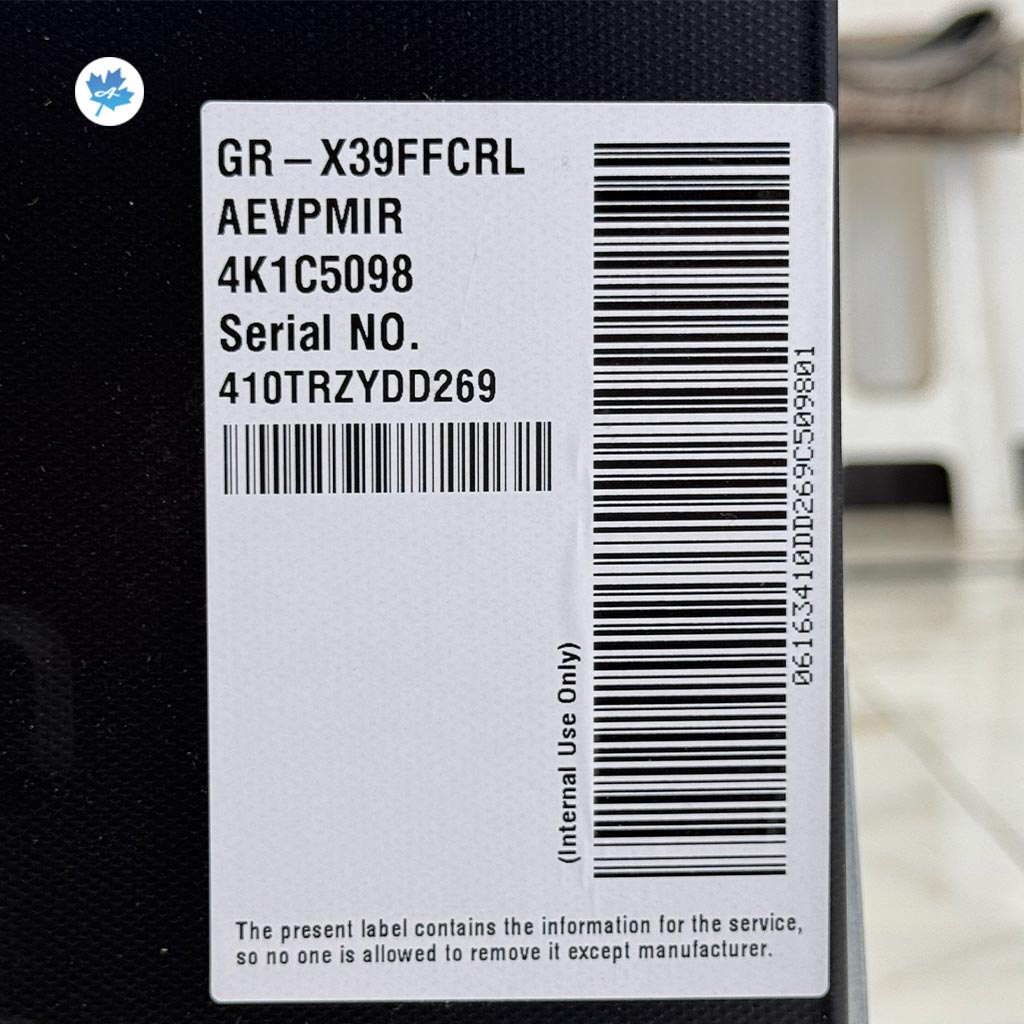 GR-X39FFCRL
AEVPMIR
4K1C5098
Serial NO.
410TRZYDD269
(Internal Use Only)
06163410DD269C509801
The present label contains the information for the service,
so no one is allowed to remove it except manufacturer.